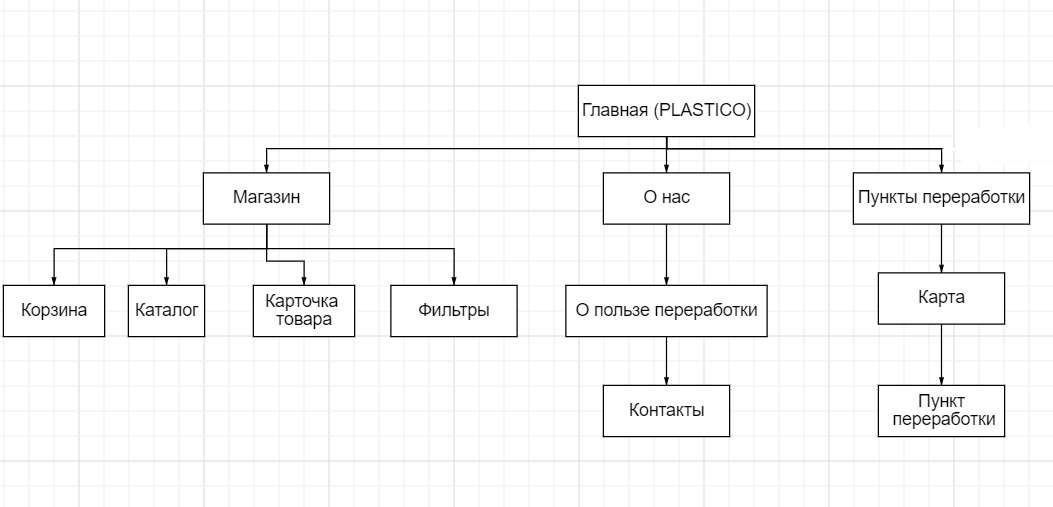 Главная (PLASTICO)
Магазин
О нас
Пункты переработки
Корзина
Каталог
Карточка
товара
Фильтры
О пользе переработки
Карта
Контакты
Пункт
переработки